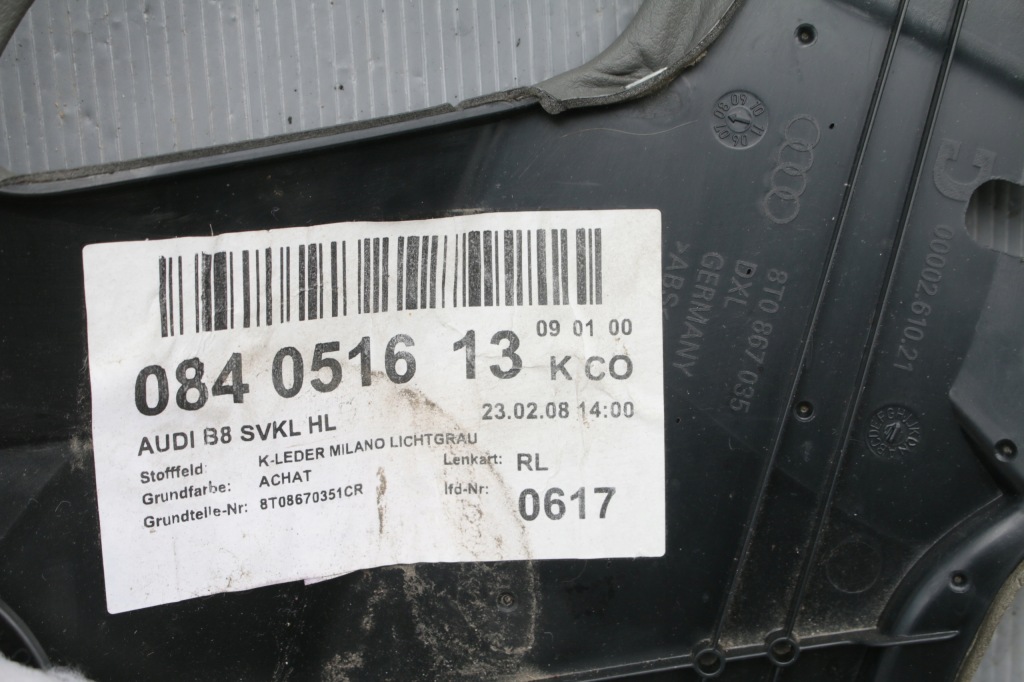 09 01 00
084 0516 13 K CO
23.02.08 14:00
AUDI B8 SVKL HL
Stofffeld: K-LEDER MILANO LICHTGRAU
Grundfarbe: ACHAT
Lenkart: RL
Grundteile-Nr: 8T08670351CR
lfd-Nr: 0617
8T0 867 035
DXL
GERMANY
>ABS
00002.610.21